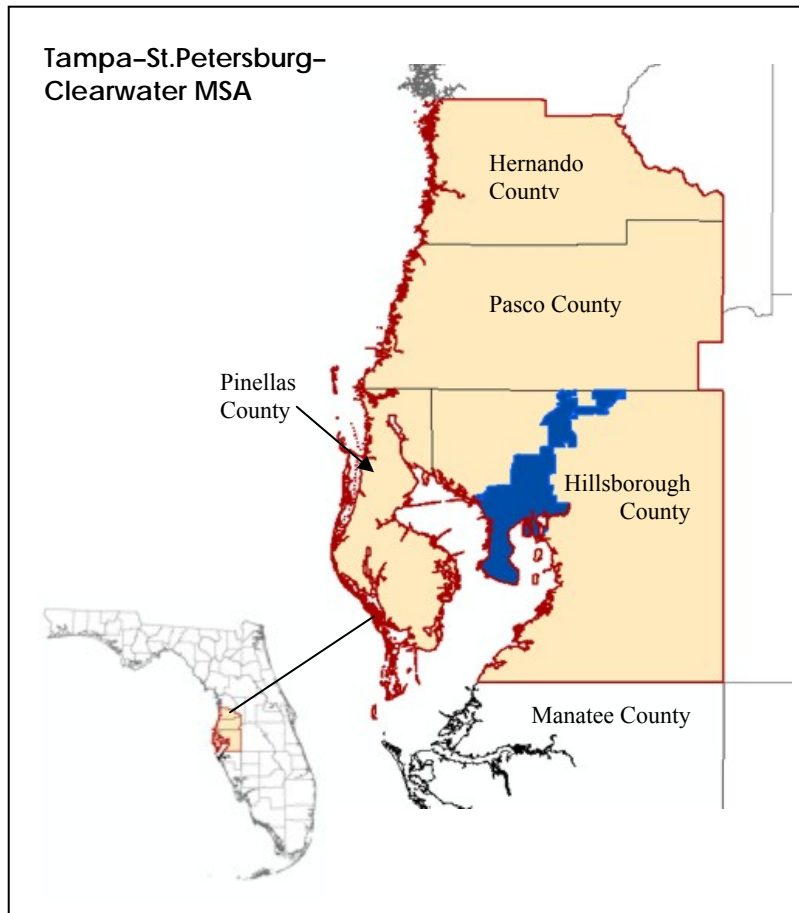 Tampa–St.Petersburg–
Clearwater MSA
Hernando
County
Pasco County
Pinellas
County
Hillsborough
County
Manatee County